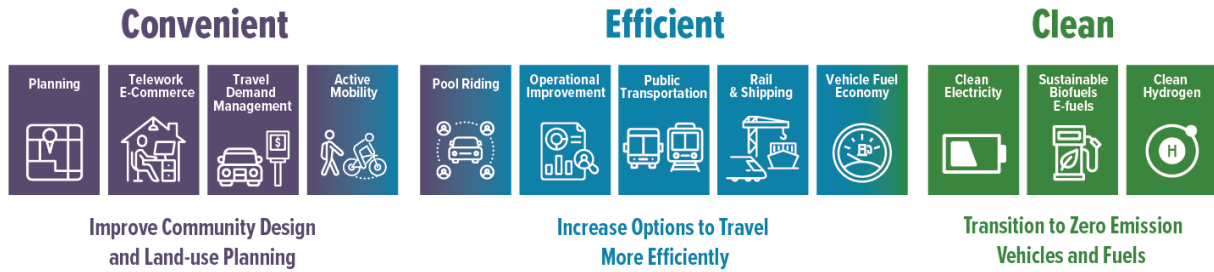 Convenient
Planning
Telework
E-Commerce
Travel
Demand
Management
$
Active
Mobility
Improve Community Design
and Land-use Planning
Efficient
Pool Riding
Operational
Improvement
Public
Transportation
Rail
& Shipping
Vehicle Fuel
Economy
Increase Options to Travel
More Efficiently
Clean
Clean
Electricity
Sustainable
Biofuels
E-fuels
Clean
Hydrogen
H
Transition to Zero Emission
Vehicles and Fuels